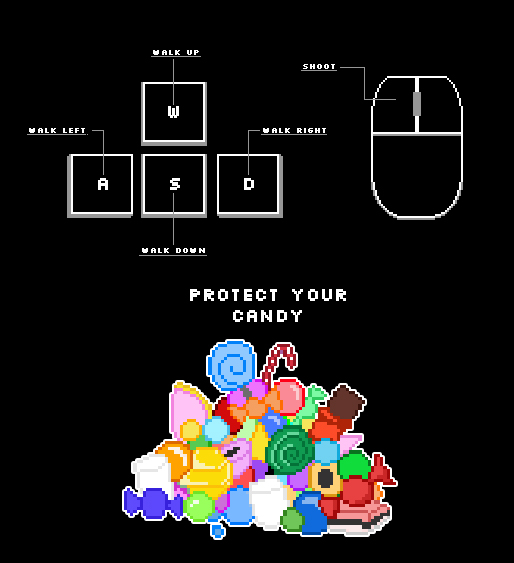 WALK UP
SHOOT
W
WALK LEFT
WALK RIGHT
A
S
D
WALK DOWN
PROTECT YOUR
CANDY